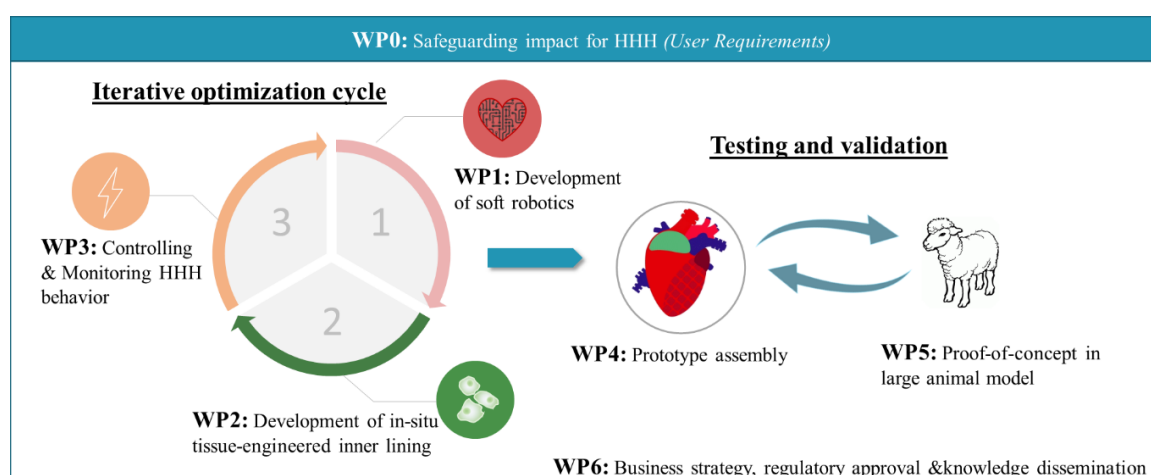 WP0: Safeguarding impact for HHH (User Requirements)
Iterative optimization cycle
WP1: Development
of soft robotics
1
2
3
WP3: Controlling
& Monitoring HHH
behavior
WP2: Development of in-situ
tissue-engineered inner lining
Testing and validation
WP4: Prototype assembly
WP5: Proof-of-concept in
large animal model
WP6: Business strategy, regulatory approval &knowledge dissemination